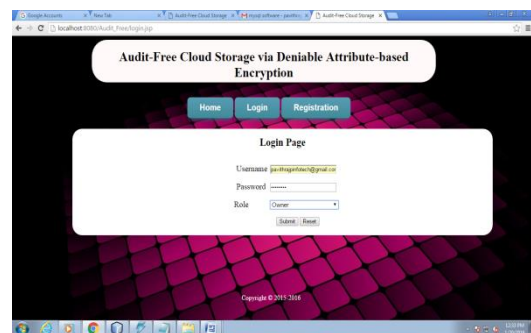 Google Accounts
New Tab
Audit-Free Cloud Storage
Audit-Free Cloud Storage
localhost:8080/Audit_Free/login.jsp
Audit-Free Cloud Storage via Deniable Attribute-based
Encryption
Home Login Registration
Login Page
Username
Password ••••••••
Role Owner
Submit Reset
Copyright © 2015-2016